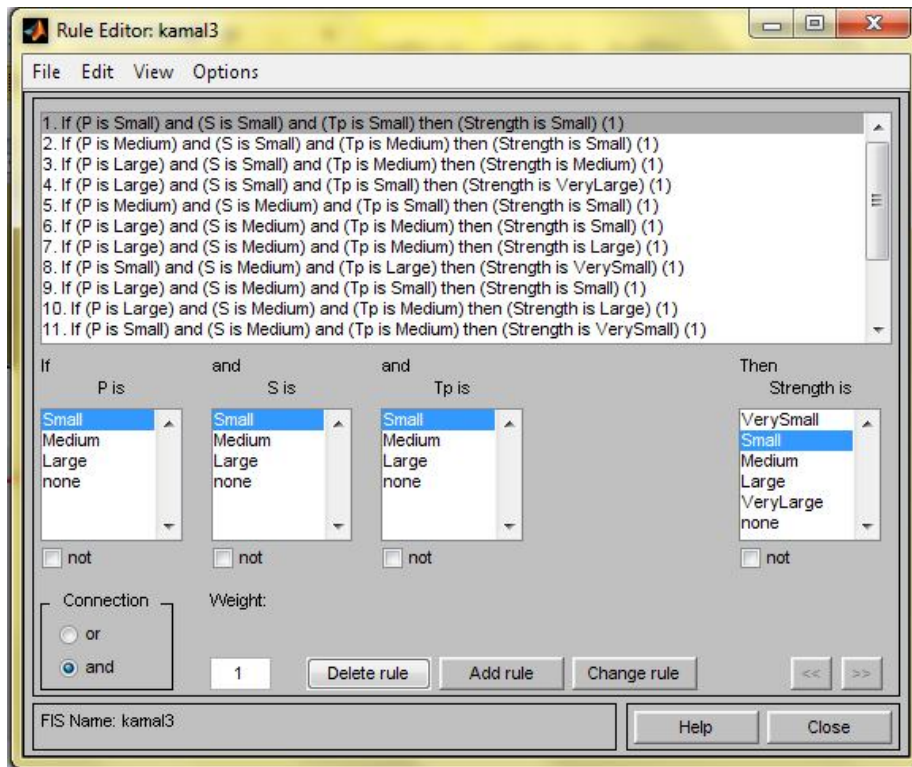 Rule Editor: kamal3
File Edit View Options
1. If (P is Small) and (S is Small) and (Tp is Small) then (Strength is Small) (1)
2. If (P is Medium) and (S is Small) and (Tp is Medium) then (Strength is Small) (1)
3. If (P is Large) and (S is Small) and (Tp is Medium) then (Strength is Medium) (1)
4. If (P is Large) and (S is Small) and (Tp is Small) then (Strength is VeryLarge) (1)
5. If (P is Medium) and (S is Medium) and (Tp is Small) then (Strength is Small) (1)
6. If (P is Large) and (S is Medium) and (Tp is Medium) then (Strength is Small) (1)
7. If (P is Large) and (S is Medium) and (Tp is Medium) then (Strength is Large) (1)
8. If (P is Small) and (S is Medium) and (Tp is Large) then (Strength is VerySmall) (1)
9. If (P is Large) and (S is Medium) and (Tp is Small) then (Strength is Small) (1)
10. If (P is Large) and (S is Medium) and (Tp is Medium) then (Strength is Large) (1)
11. If (P is Small) and (S is Medium) and (Tp is Medium) then (Strength is VerySmall) (1)
If and and Then
P is S is Tp is Strength is
Small Small Small VerySmall
Medium Medium Medium Small
Large Large Large Medium
none none none Large
VeryLarge
none
not not not not
Connection Weight:
or
and 1 Delete rule Add rule Change rule << >>
FIS Name: kamal3
Help Close